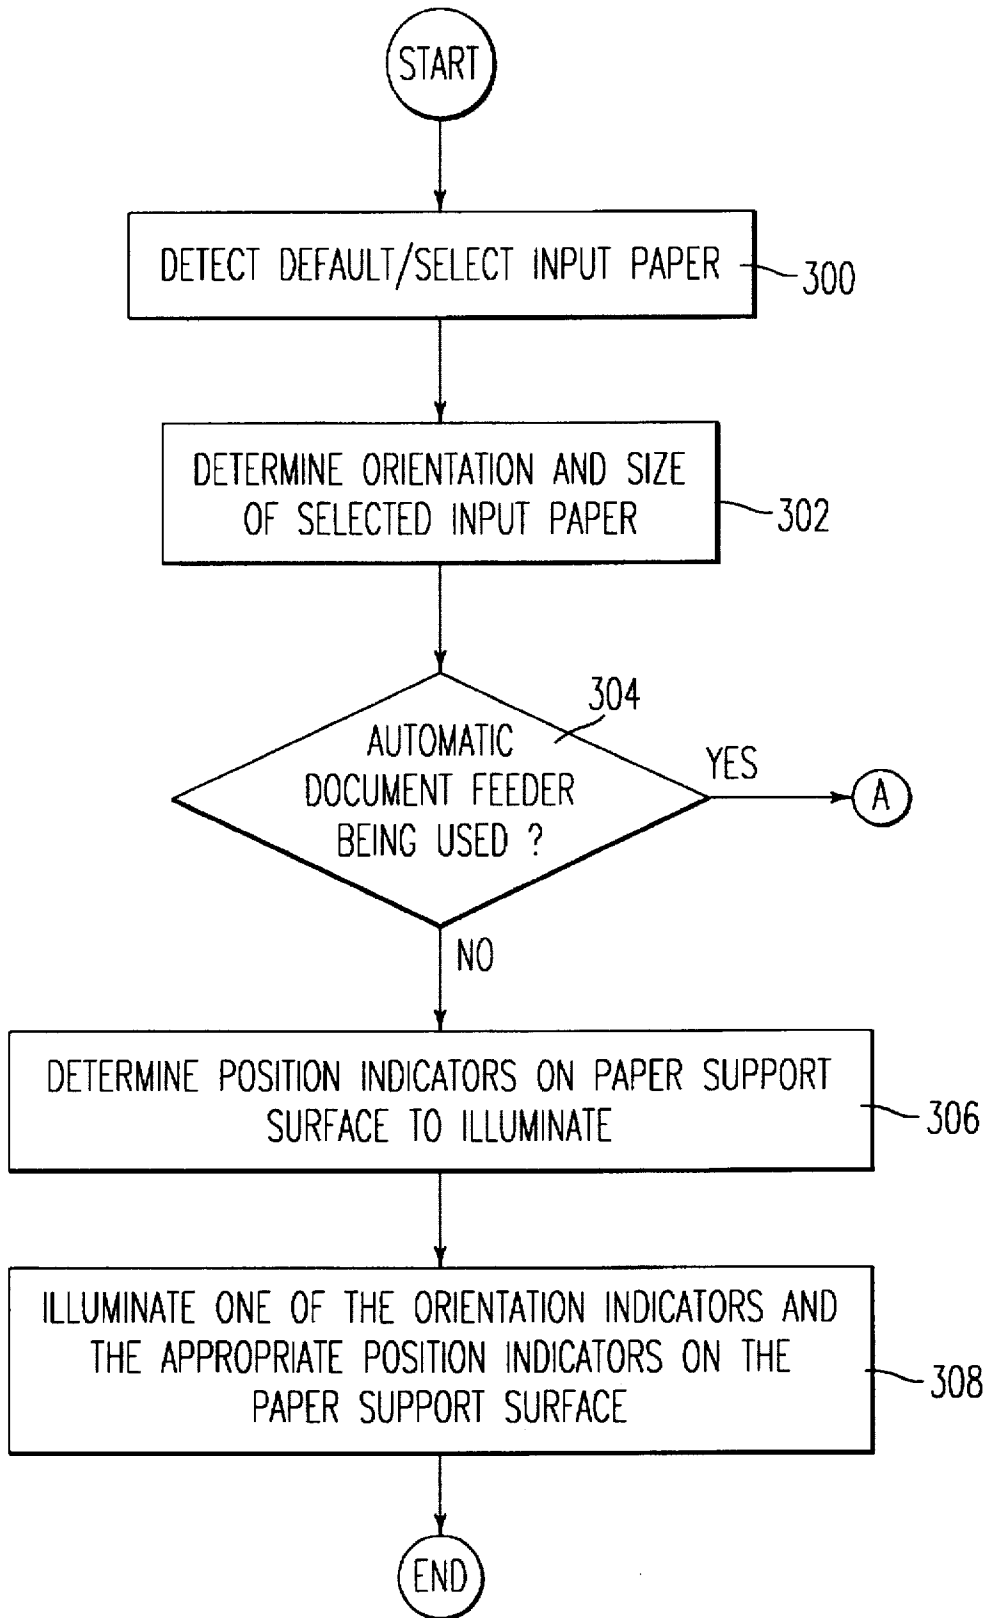 START
DETECT DEFAULT/SELECT INPUT PAPER
300
DETERMINE ORIENTATION AND SIZE
OF SELECTED INPUT PAPER
302
304
AUTOMATIC
DOCUMENT FEEDER
BEING USED ?
YES
A
NO
DETERMINE POSITION INDICATORS ON PAPER SUPPORT
SURFACE TO ILLUMINATE
306
ILLUMINATE ONE OF THE ORIENTATION INDICATORS AND
THE APPROPRIATE POSITION INDICATORS ON THE
PAPER SUPPORT SURFACE
308
END